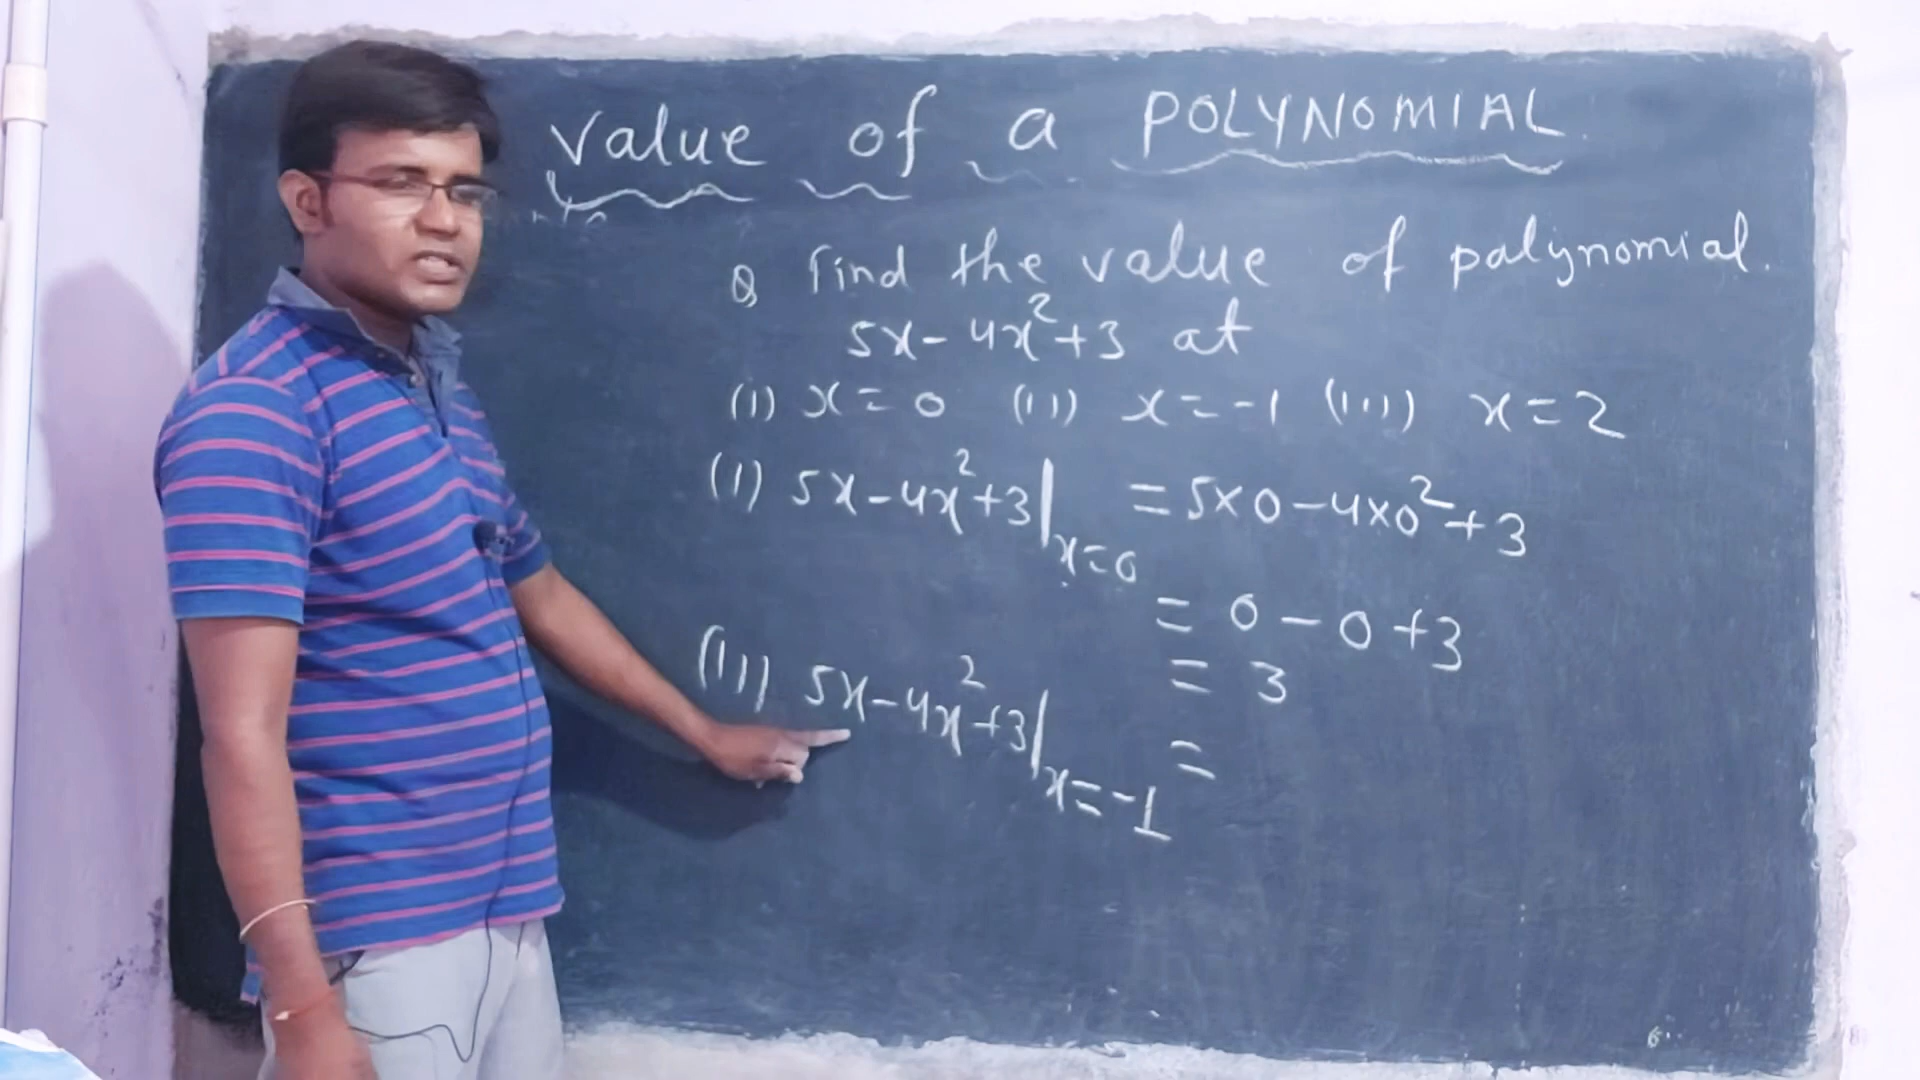 Value of a POLYNOMIAL
Q Find the value of polynomial.
5x-4x²+3 at
(i) x=0 (ii) x=-1 (iii) x=2
(i) 5x-4x²+3|x=0 =5×0-4×0²+3
= 0-0+3
= 3
(ii) 5x-4x²+3|x=-1 =